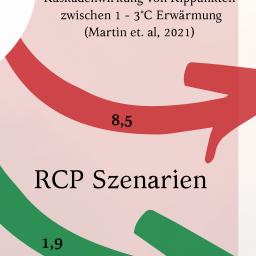 Kaskadenwirkung von Kippunkten
zwischen 1 - 3°C Erwärmung
(Martin et. al, 2021)
8,5
RCP Szenarien
1,9